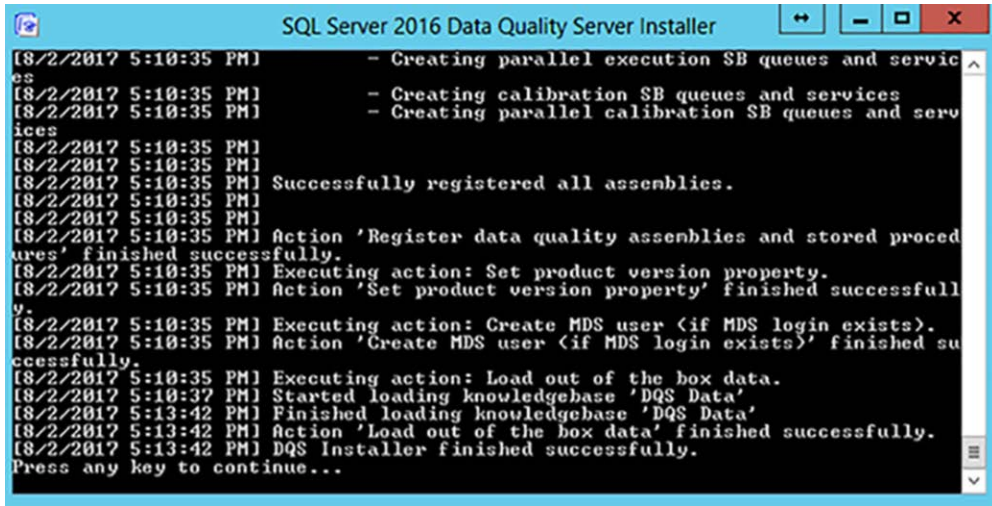 SQL Server 2016 Data Quality Server Installer
[8/2/2017 5:10:35 PM]         - Creating parallel execution SB queues and servic
es
[8/2/2017 5:10:35 PM]         - Creating calibration SB queues and services
[8/2/2017 5:10:35 PM]         - Creating parallel calibration SB queues and serv
ices
[8/2/2017 5:10:35 PM]
[8/2/2017 5:10:35 PM]
[8/2/2017 5:10:35 PM] Successfully registered all assemblies.
[8/2/2017 5:10:35 PM]
[8/2/2017 5:10:35 PM]
[8/2/2017 5:10:35 PM] Action 'Register data quality assemblies and stored proced
ures' finished successfully.
[8/2/2017 5:10:35 PM] Executing action: Set product version property.
[8/2/2017 5:10:35 PM] Action 'Set product version property' finished successfull
y.
[8/2/2017 5:10:35 PM] Executing action: Create MDS user (if MDS login exists).
[8/2/2017 5:10:35 PM] Action 'Create MDS user (if MDS login exists)' finished su
ccessfully.
[8/2/2017 5:10:35 PM] Executing action: Load out of the box data.
[8/2/2017 5:10:37 PM] Started loading knowledgebase 'DQS Data'
[8/2/2017 5:13:42 PM] Finished loading knowledgebase 'DQS Data'
[8/2/2017 5:13:42 PM] Action 'Load out of the box data' finished successfully.
[8/2/2017 5:13:42 PM] DQS Installer finished successfully.
Press any key to continue...